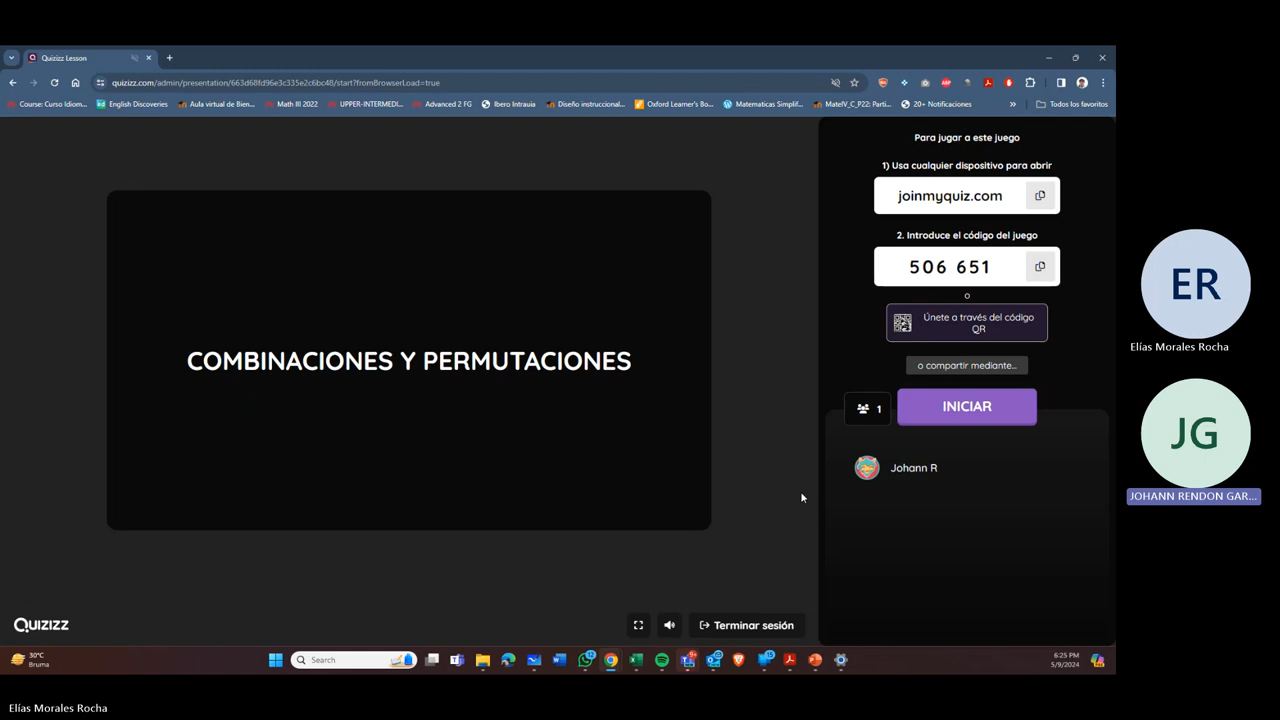 Quizizz Lesson
quizizz.com/admin/presentation/663d68fd96e3c335e2c6bc48/start?fromBrowserLoad=true
Course: Curso Idiom...
English Discoveries
Aula virtual de Bien...
Math III 2022
UPPER-INTERMEDI...
Advanced 2 FG
Ibero Intrauia
Diseño instruccional...
Oxford Learner's Bo...
Matematicas Simplif...
MateIV_C_P22: Parti...
20+ Notificaciones
Todos los favoritos
Para jugar a este juego
1) Usa cualquier dispositivo para abrir
joinmyquiz.com
2. Introduce el código del juego
506 651
o
Únete a través del código
QR
o compartir mediante...
1
INICIAR
Johann R
COMBINACIONES Y PERMUTACIONES
QUIZIZZ
Terminar sesión
ER
Elías Morales Rocha
JG
JOHANN RENDON GAR...
30°C
Bruma
Search
6:25 PM
5/9/2024
Elías Morales Rocha